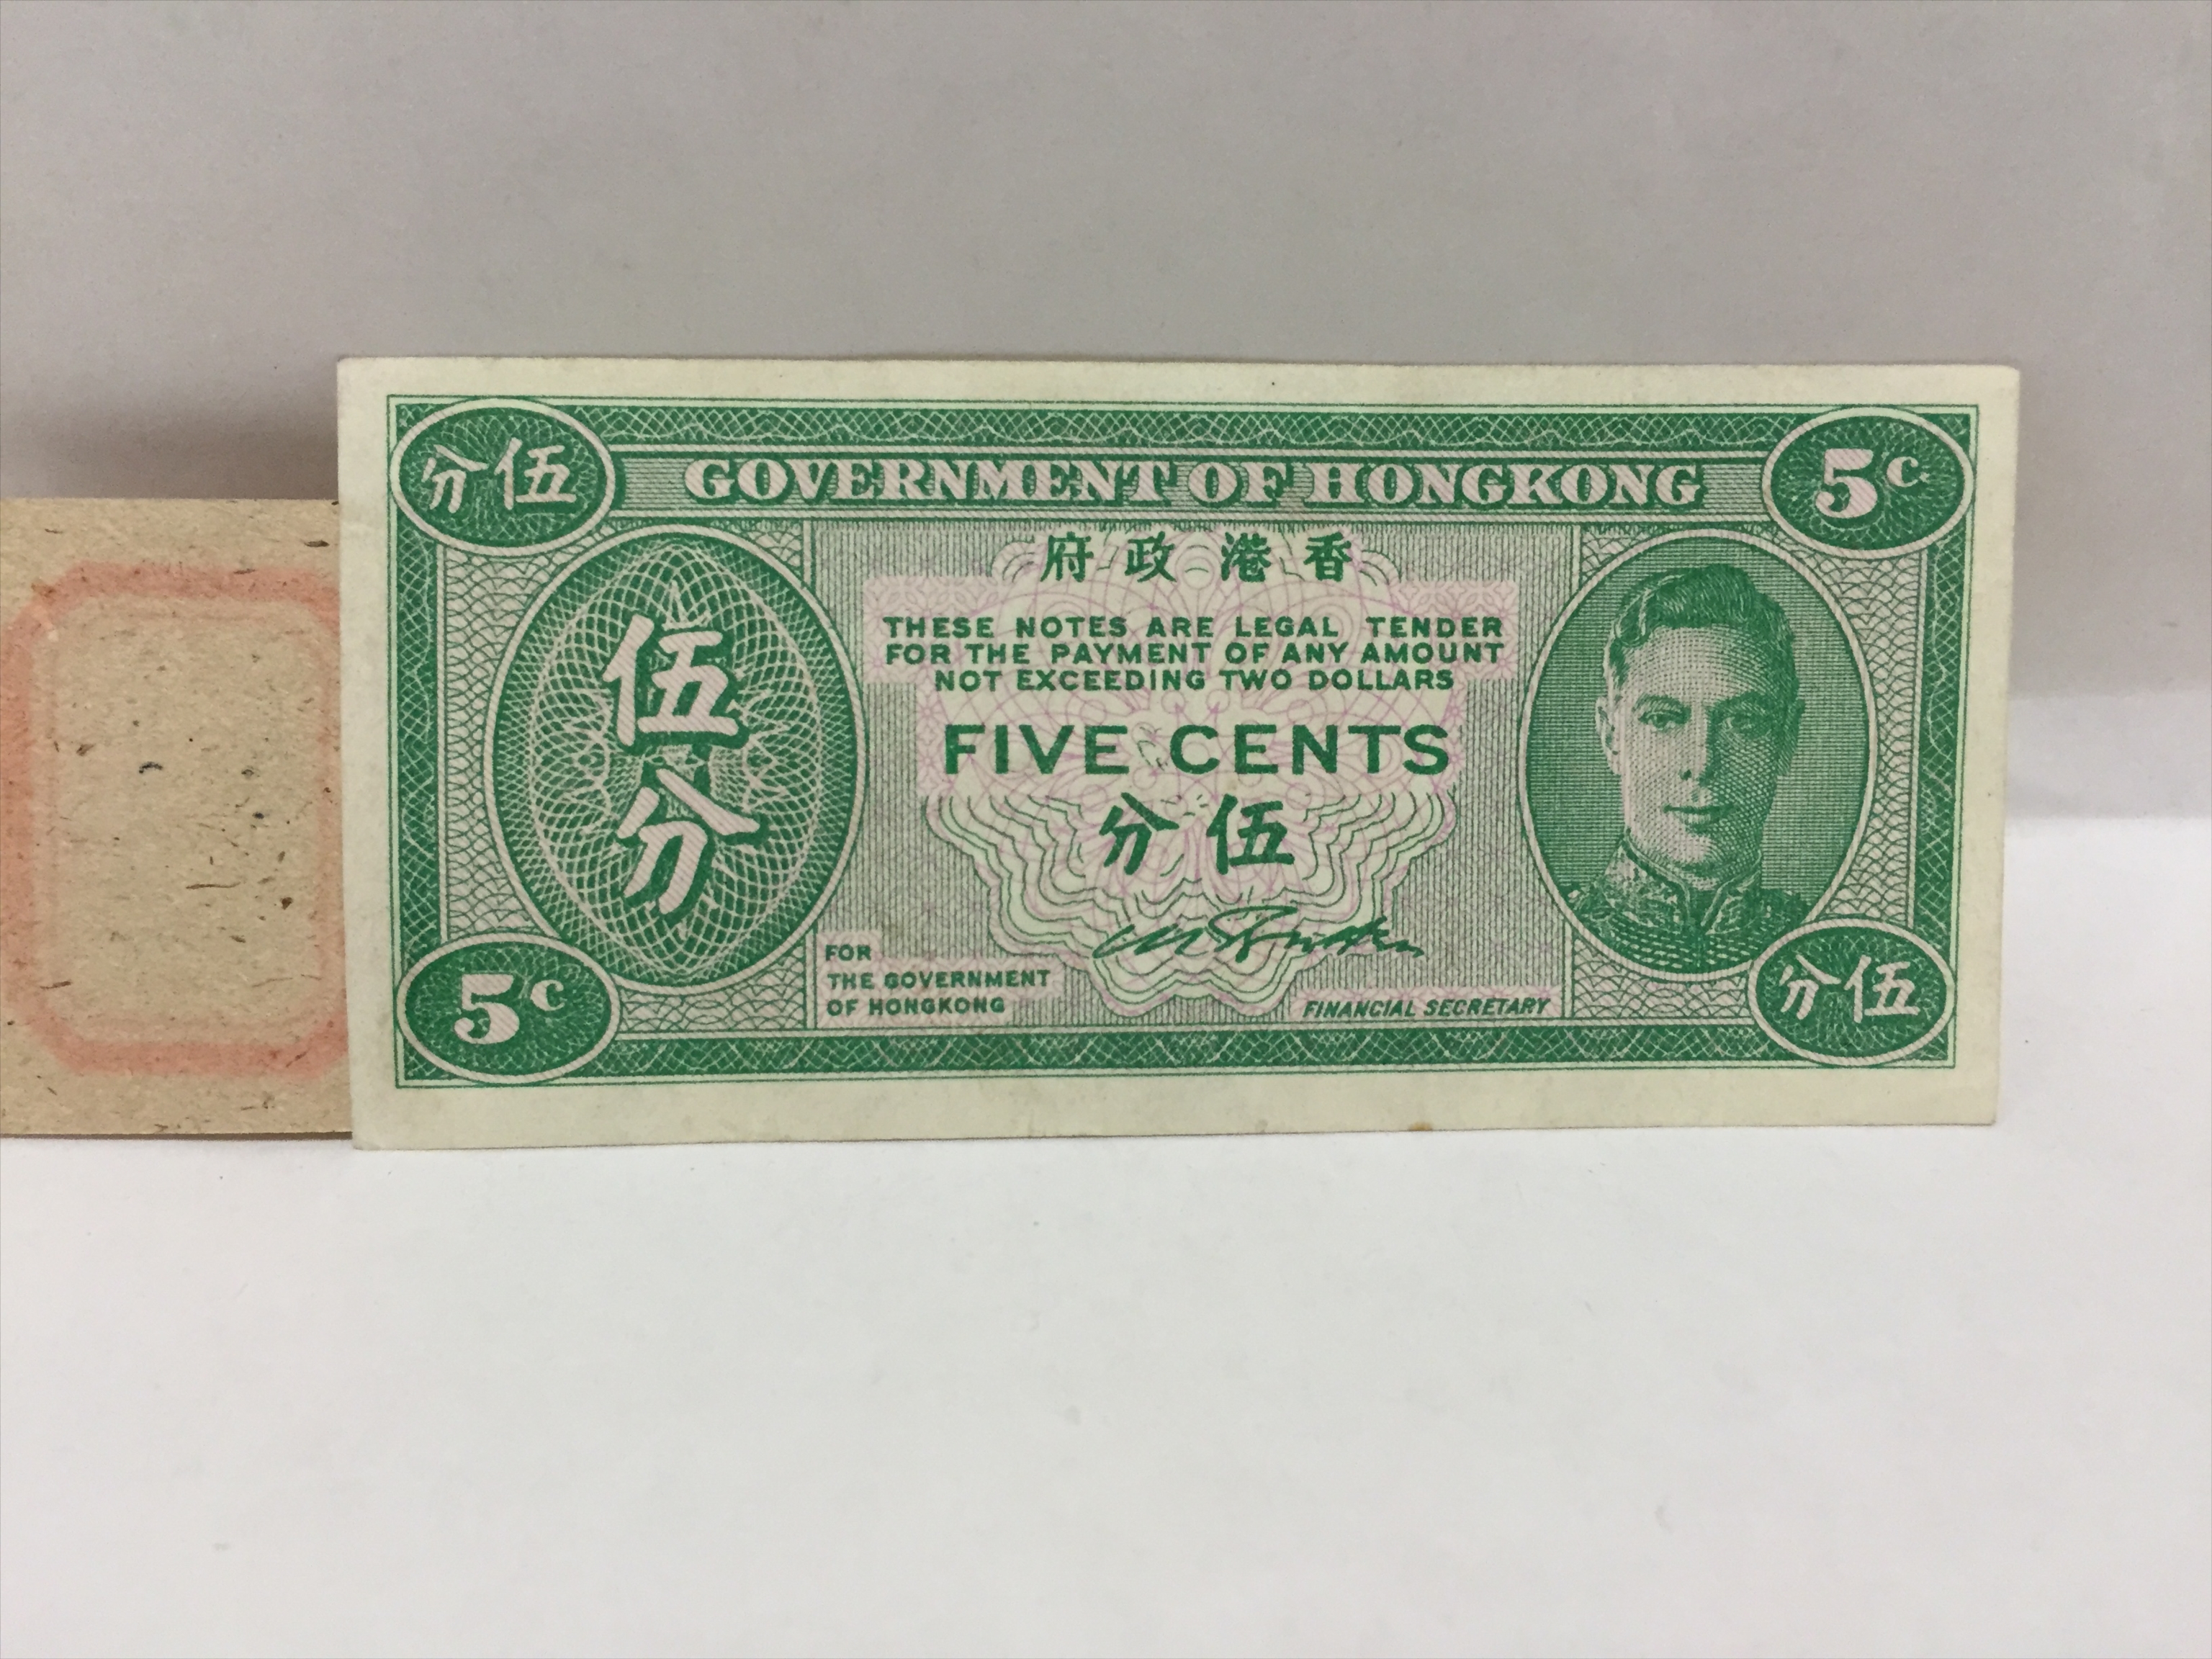 分伍
GOVERNMENT OF HONGKONG
5c
府政港香
THESE NOTES ARE LEGAL TENDER
FOR THE PAYMENT OF ANY AMOUNT
NOT EXCEEDING TWO DOLLARS
伍
分
FIVE CENTS
分伍
FOR
THE GOVERNMENT
OF HONGKONG
FINANCIAL SECRETARY
5c
分伍